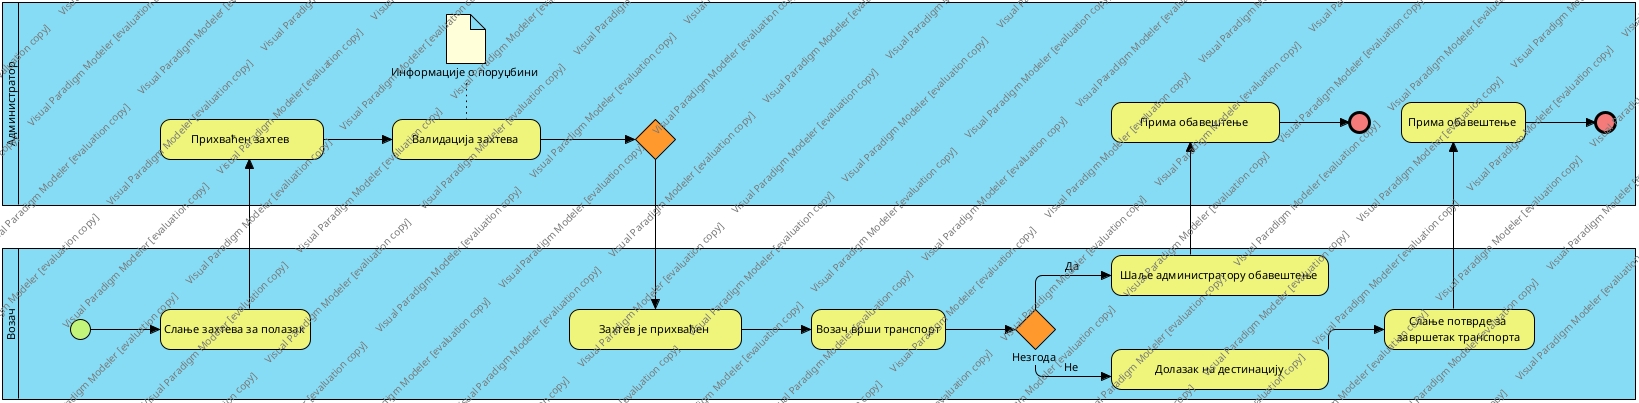 Администратор
Информације о поруџбини
Прихваћен захтев
Валидација захтева
Прима обавештење
Прима обавештење
Возач
Слање захтева за полазак
Захтев је прихваћен
Возач врши транспорт
Незгода
Да
Не
Шаље администратору обавештење
Долазак на дестинацију
Слање потврде за
завршетак транспорта
Visual Paradigm Modeler [evaluation copy]